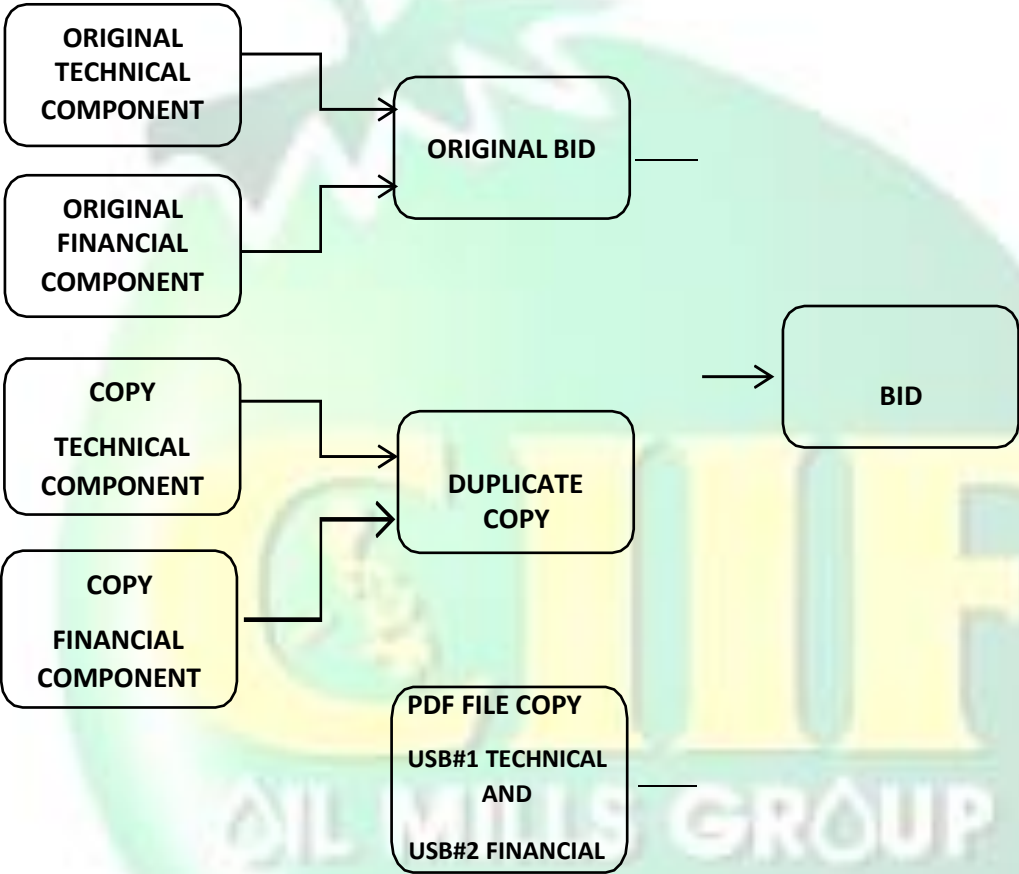 ORIGINAL
TECHNICAL
COMPONENT
ORIGINAL BID
ORIGINAL
FINANCIAL
COMPONENT
BID
COPY
TECHNICAL
COMPONENT
DUPLICATE
COPY
COPY
FINANCIAL
COMPONENT
PDF FILE COPY
USB#1 TECHNICAL
AND
USB#2 FINANCIAL
CIIF
OIL MILLS GROUP